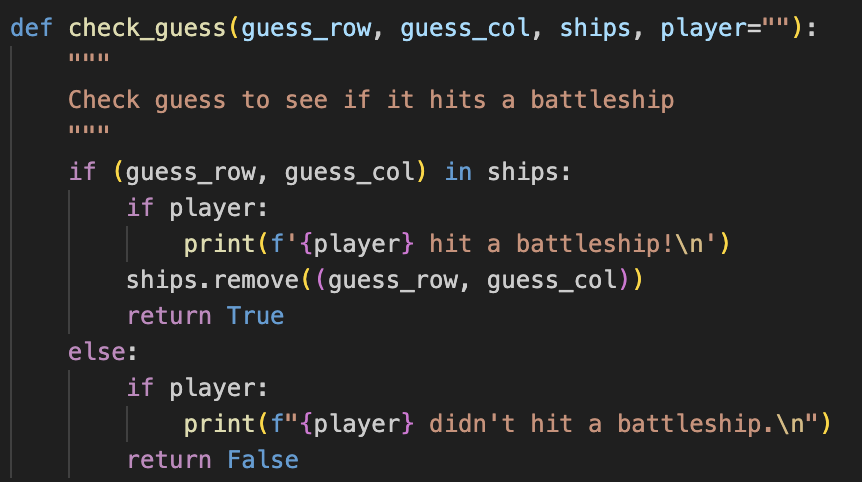 def check_guess(guess_row, guess_col, ships, player=""):
    """
    Check guess to see if it hits a battleship
    """
    if (guess_row, guess_col) in ships:
        if player:
            print(f'{player} hit a battleship!\n')
        ships.remove((guess_row, guess_col))
        return True
    else:
        if player:
            print(f"{player} didn't hit a battleship.\n")
        return False